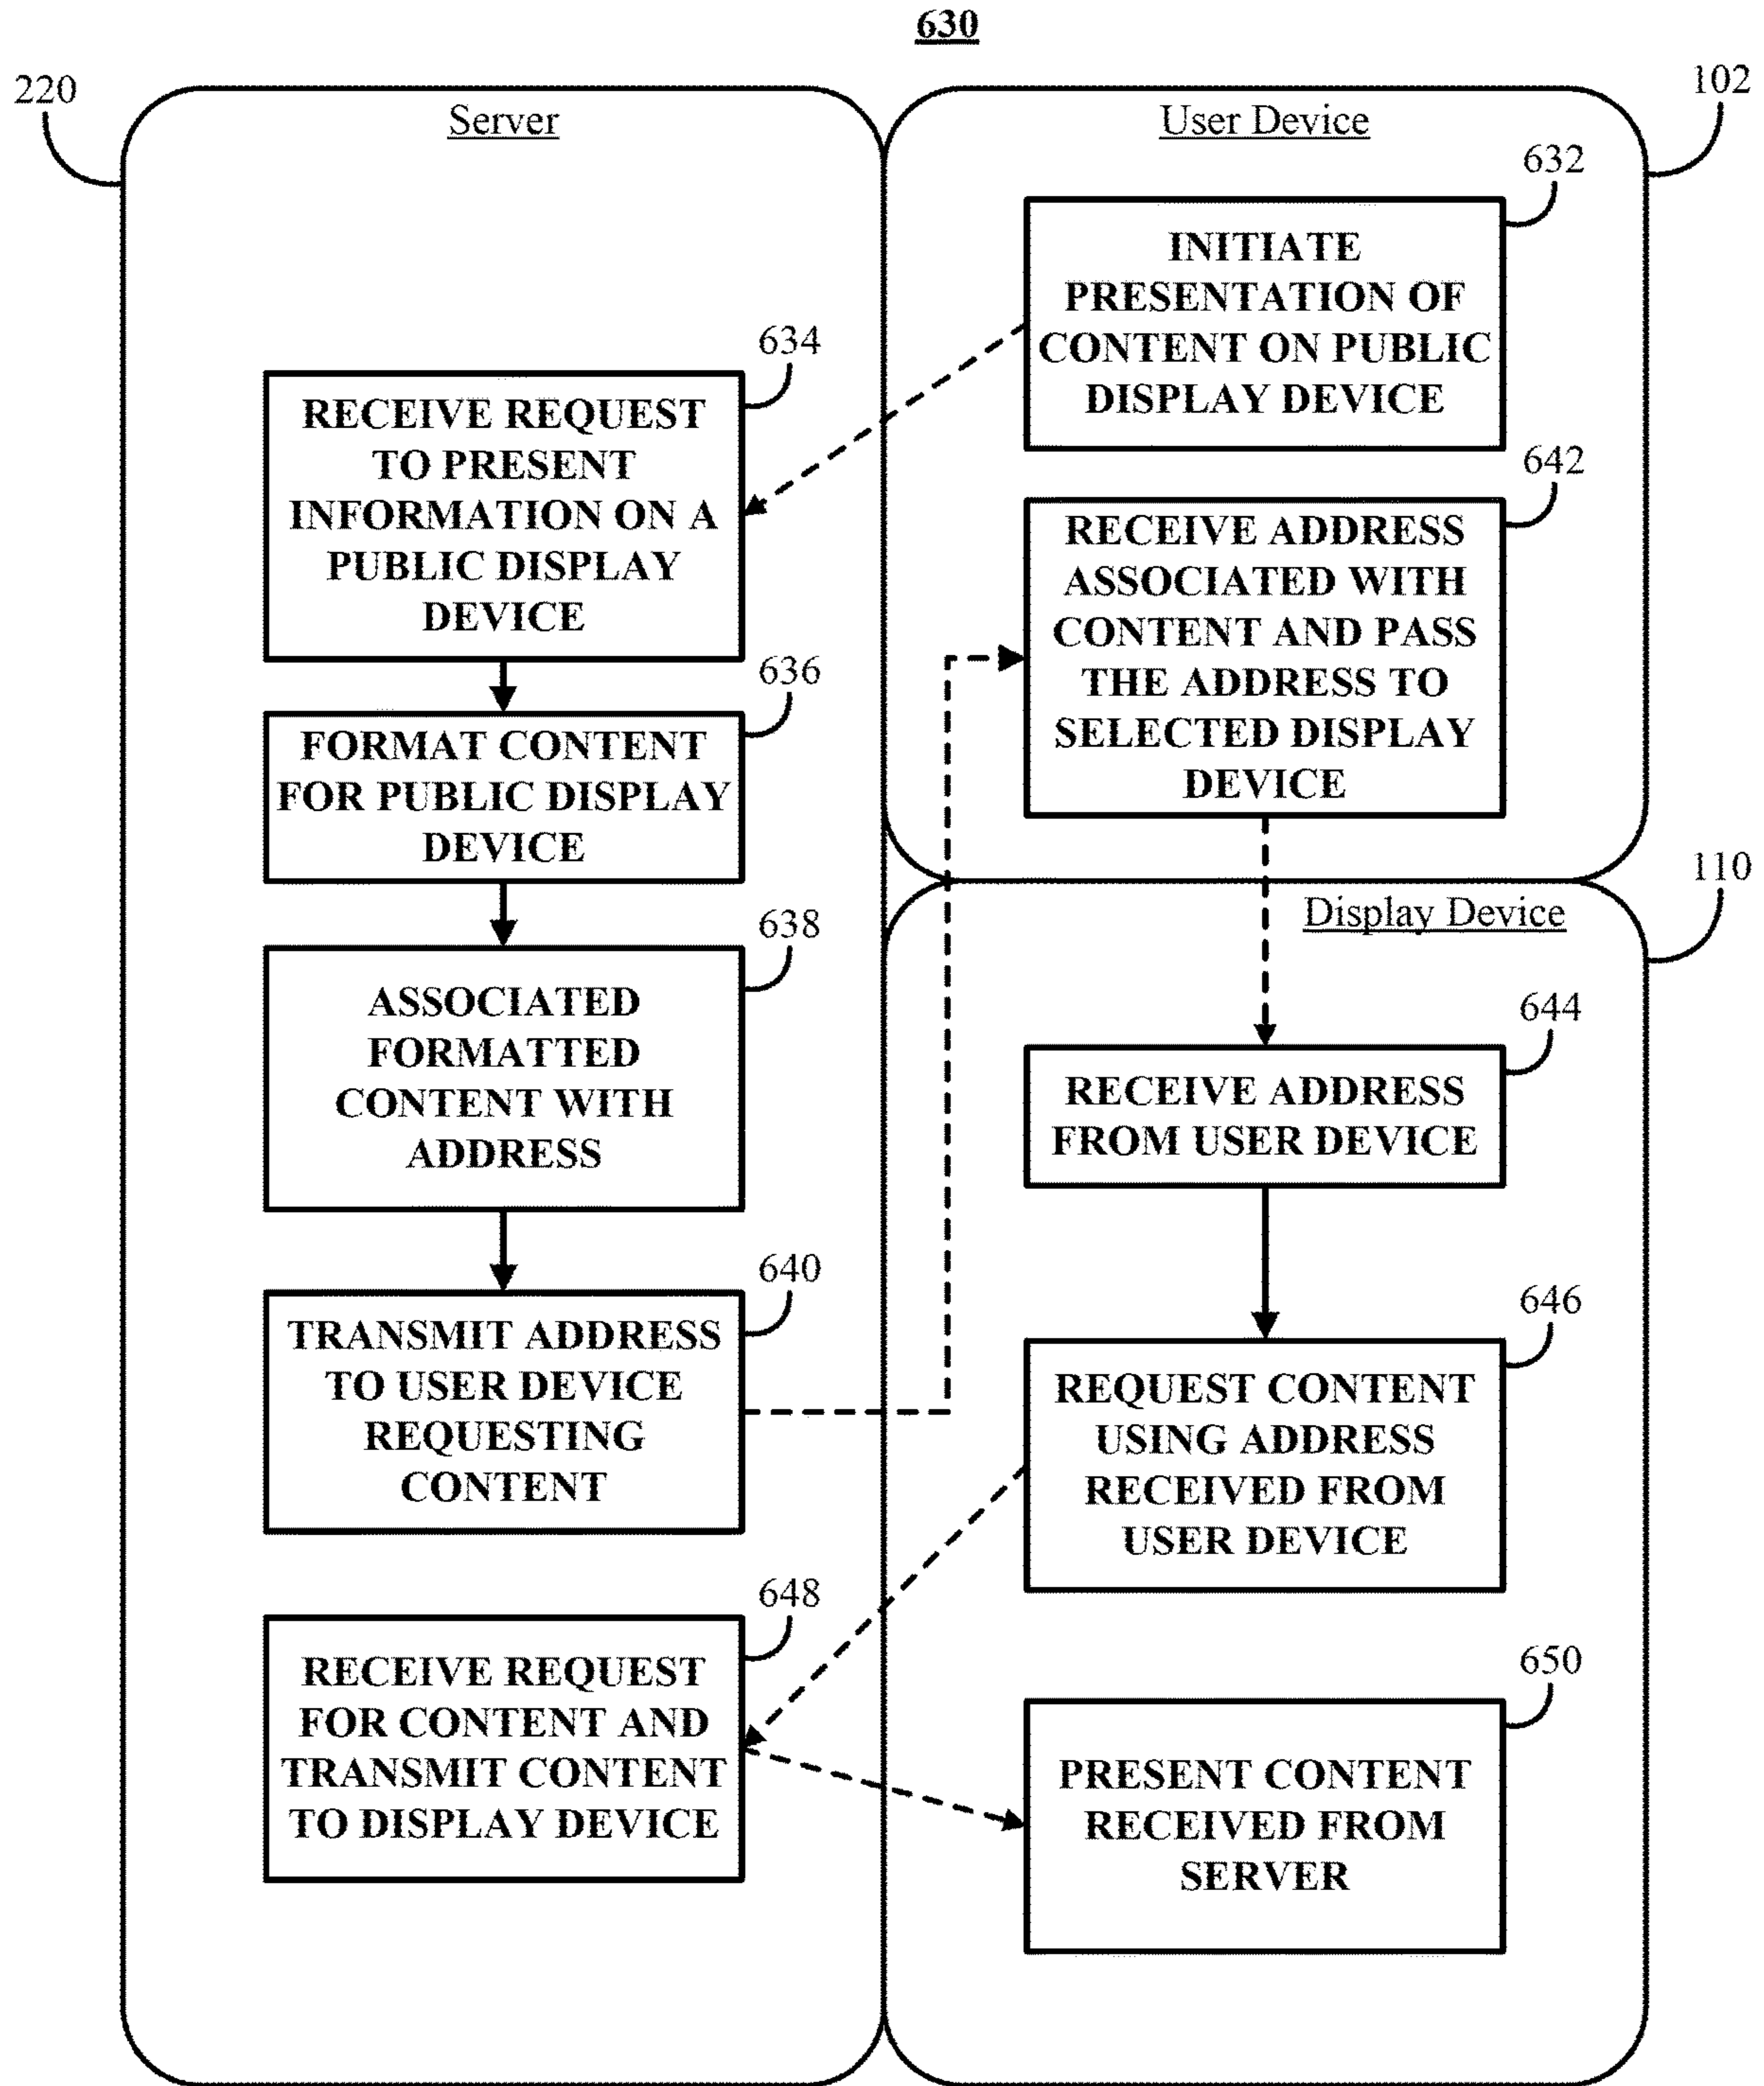 630
220
Server
634
RECEIVE REQUEST
TO PRESENT
INFORMATION ON A
PUBLIC DISPLAY
DEVICE
636
FORMAT CONTENT
FOR PUBLIC DISPLAY
DEVICE
638
ASSOCIATED
FORMATTED
CONTENT WITH
ADDRESS
640
TRANSMIT ADDRESS
TO USER DEVICE
REQUESTING
CONTENT
648
RECEIVE REQUEST
FOR CONTENT AND
TRANSMIT CONTENT
TO DISPLAY DEVICE
102
User Device
632
INITIATE
PRESENTATION OF
CONTENT ON PUBLIC
DISPLAY DEVICE
642
RECEIVE ADDRESS
ASSOCIATED WITH
CONTENT AND PASS
THE ADDRESS TO
SELECTED DISPLAY
DEVICE
110
Display Device
644
RECEIVE ADDRESS
FROM USER DEVICE
646
REQUEST CONTENT
USING ADDRESS
RECEIVED FROM
USER DEVICE
650
PRESENT CONTENT
RECEIVED FROM
SERVER